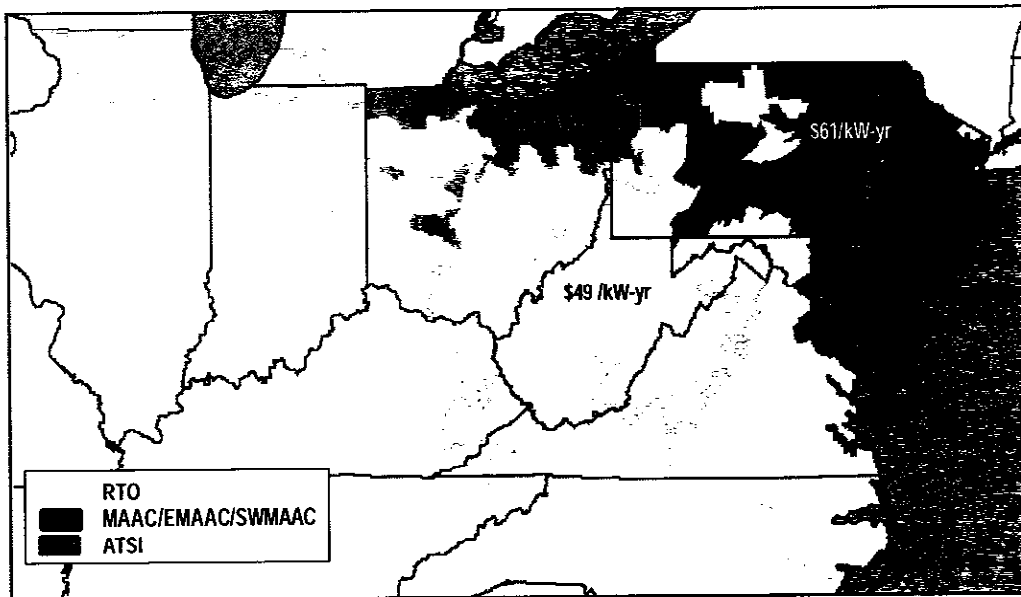 $61/kW-yr
$49 /kW-yr
RTO
MAAC/EMAAC/SWMAAC
ATSI